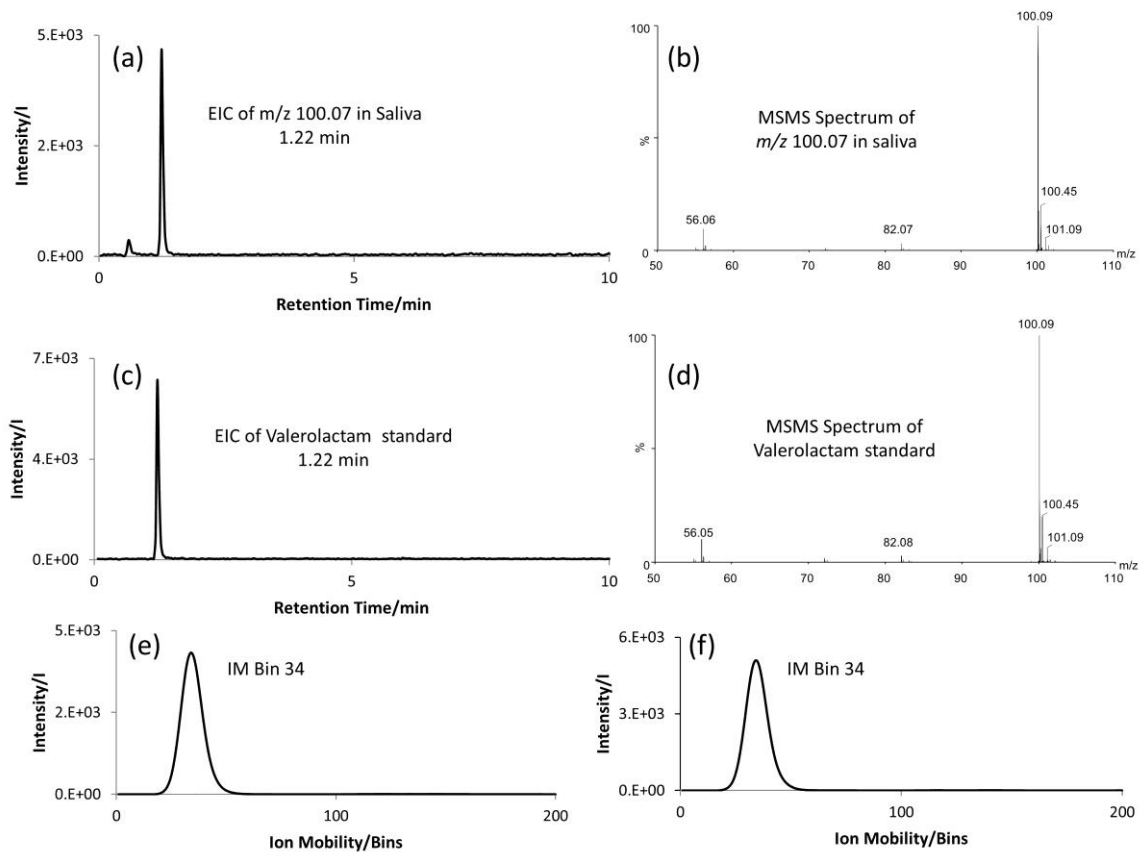 5.E+03
(a)
EIC of m/z 100.07 in Saliva
1.22 min
2.E+03
0.E+00
0
5
10
Intensity/I
Retention Time/min
100.09
100
(b)
MSMS Spectrum of
m/z 100.07 in saliva
%
100.45
56.06
82.07
101.09
0
50
60
70
80
90
100
110
m/z
7.E+03
(c)
EIC of Valerolactam standard
1.22 min
4.E+03
0.E+00
0
5
10
Intensity/I
Retention Time/min
100.09
100
(d)
MSMS Spectrum of
Valerolactam standard
%
100.45
56.05
82.08
101.09
0
50
60
70
80
90
100
110
m/z
5.E+03
(e)
IM Bin 34
2.E+03
0.E+00
0
100
200
Intensity/I
Ion Mobility/Bins
6.E+03
(f)
IM Bin 34
3.E+03
0.E+00
0
100
200
Intensity/I
Ion Mobility/Bins